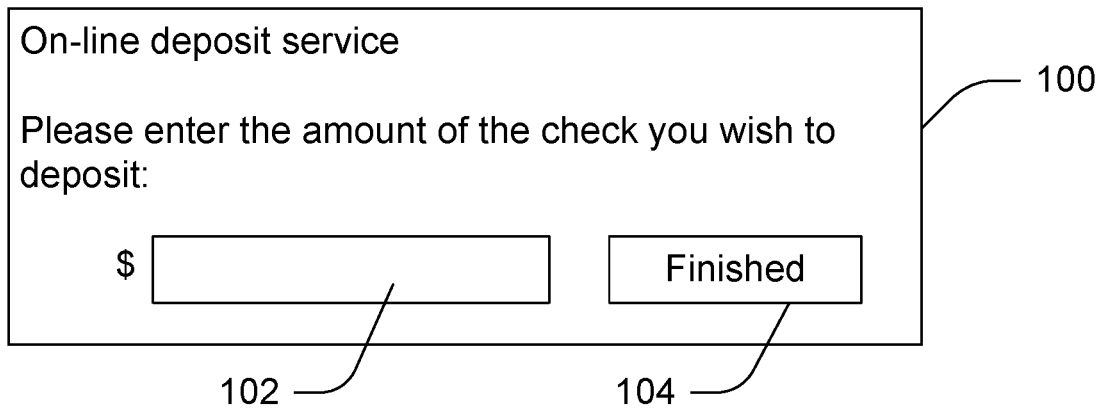 On-line deposit service
100
Please enter the amount of the check you wish to
deposit:
$
Finished
102
104